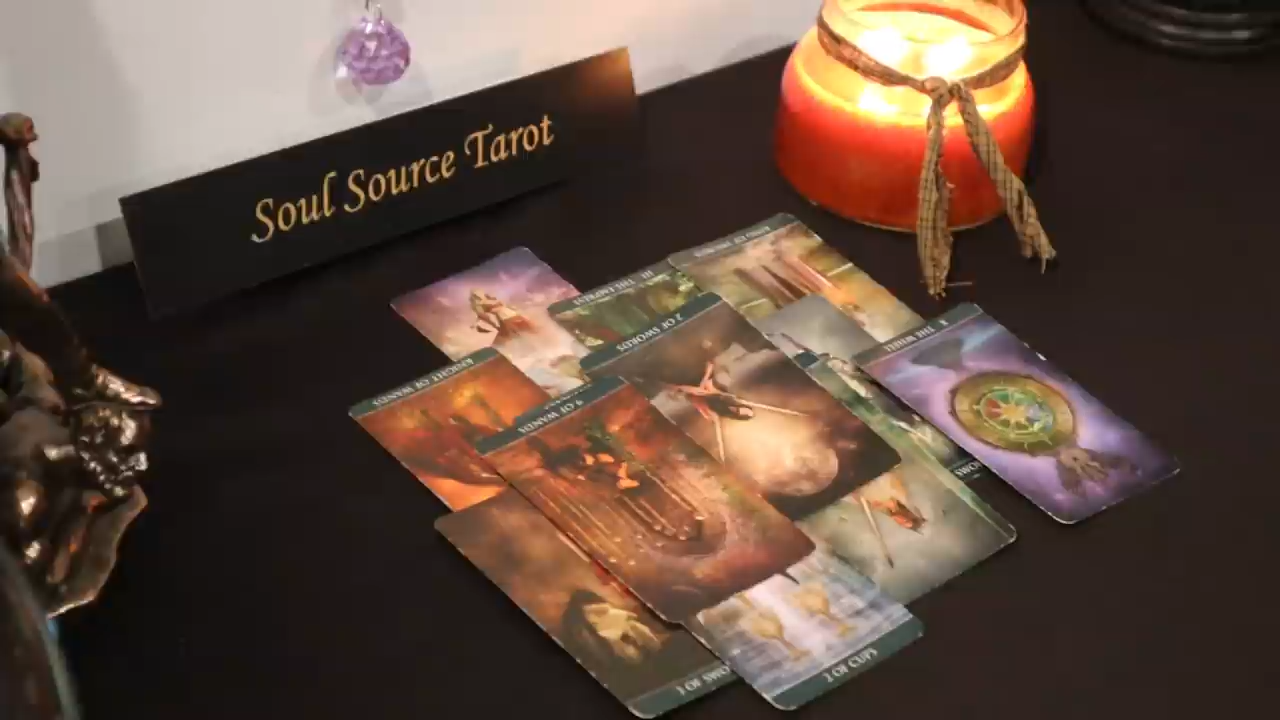 Soul Source Tarot
III THE EMPRESS
2 OF SWORDS
X THE WHEEL
KNIGHT OF WANDS
9 OF WANDS
2 OF CUPS